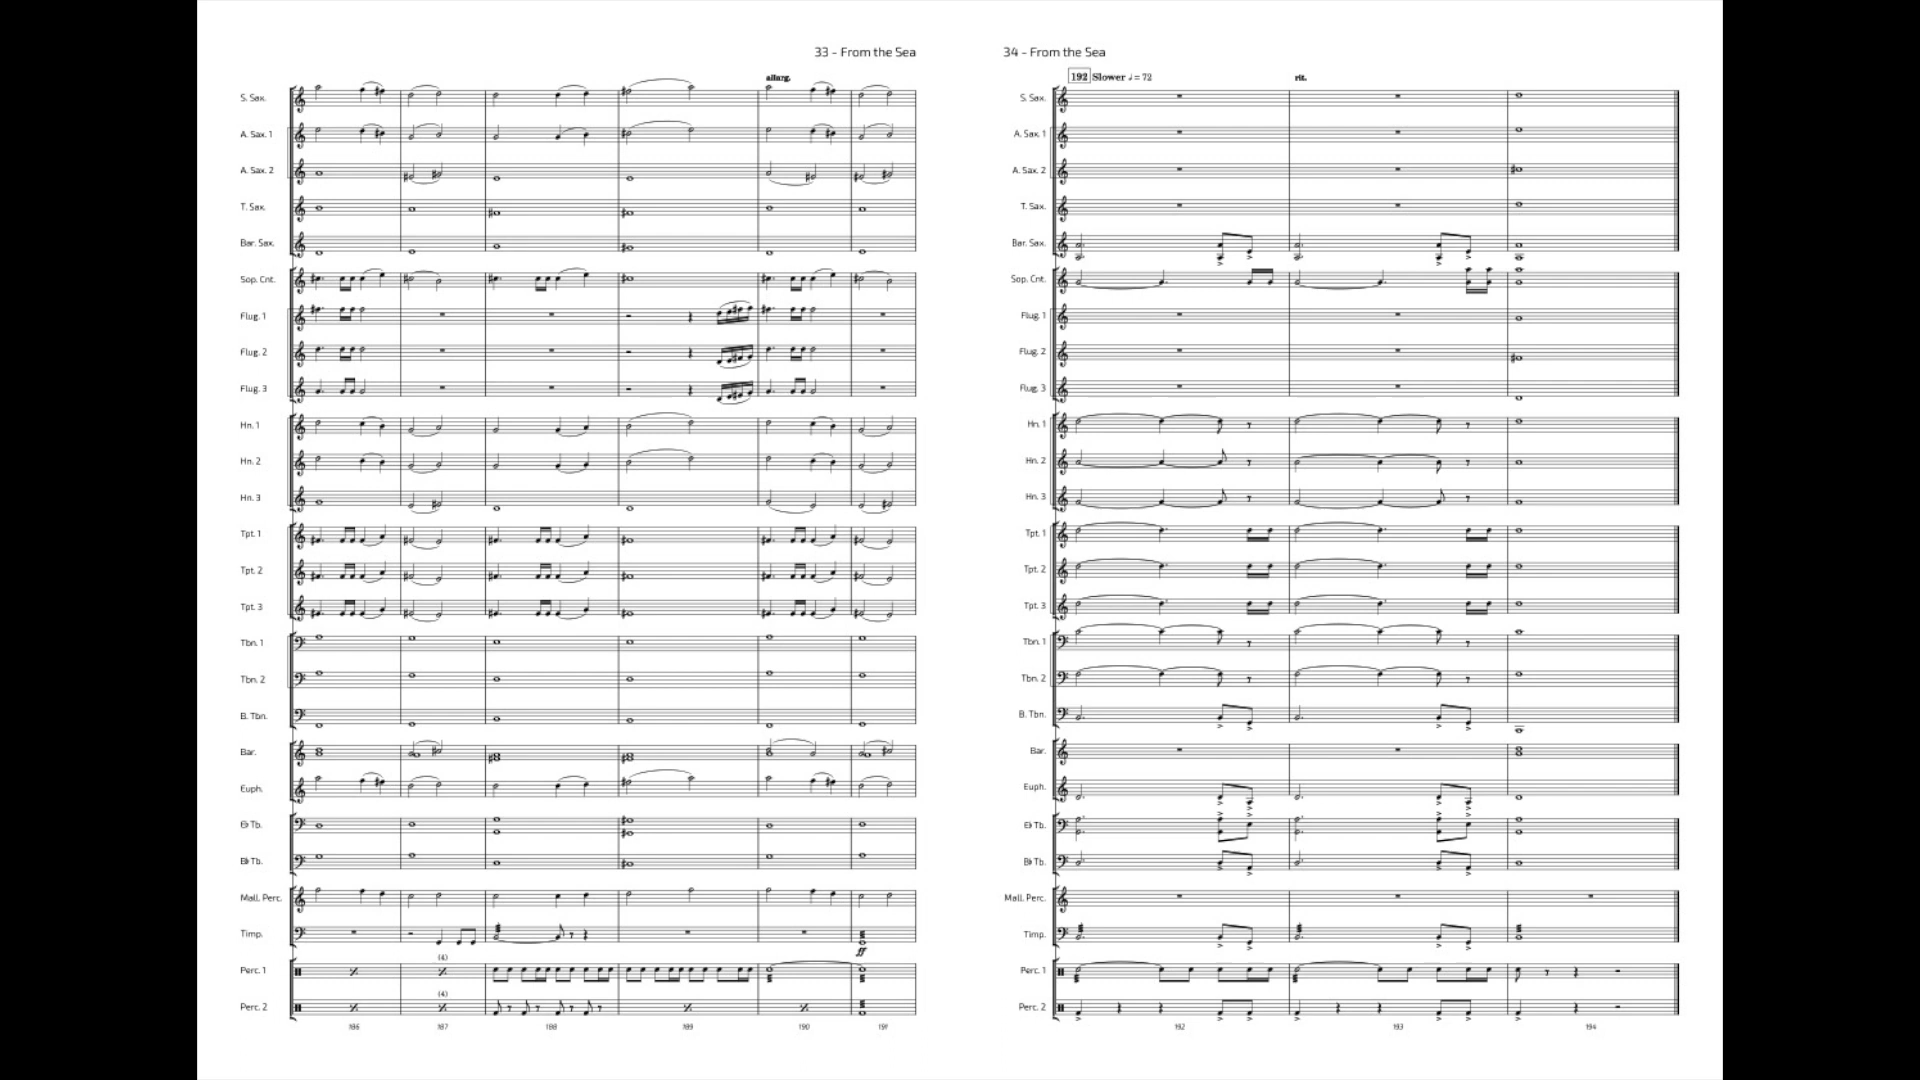 33 - From the Sea
allarg.
S. Sax.
A. Sax. 1
A. Sax. 2
T. Sax.
Bar. Sax.
Sop. Cnt.
Flug. 1
Flug. 2
Flug. 3
Hn. 1
Hn. 2
Hn. 3
Tpt. 1
Tpt. 2
Tpt. 3
Tbn. 1
Tbn. 2
B. Tbn.
Bar.
Euph.
E♭ Tb.
B♭ Tb.
Mall. Perc.
Timp.
ff
(4)
Perc. 1
(4)
Perc. 2
186 187 188 189 190 191
34 - From the Sea
192 Slower ♩ = 72 rit.
S. Sax.
A. Sax. 1
A. Sax. 2
T. Sax.
Bar. Sax.
Sop. Cnt.
Flug. 1
Flug. 2
Flug. 3
Hn. 1
Hn. 2
Hn. 3
Tpt. 1
Tpt. 2
Tpt. 3
Tbn. 1
Tbn. 2
B. Tbn.
Bar.
Euph.
E♭ Tb.
B♭ Tb.
Mall. Perc.
Timp.
Perc. 1
Perc. 2
192 193 194